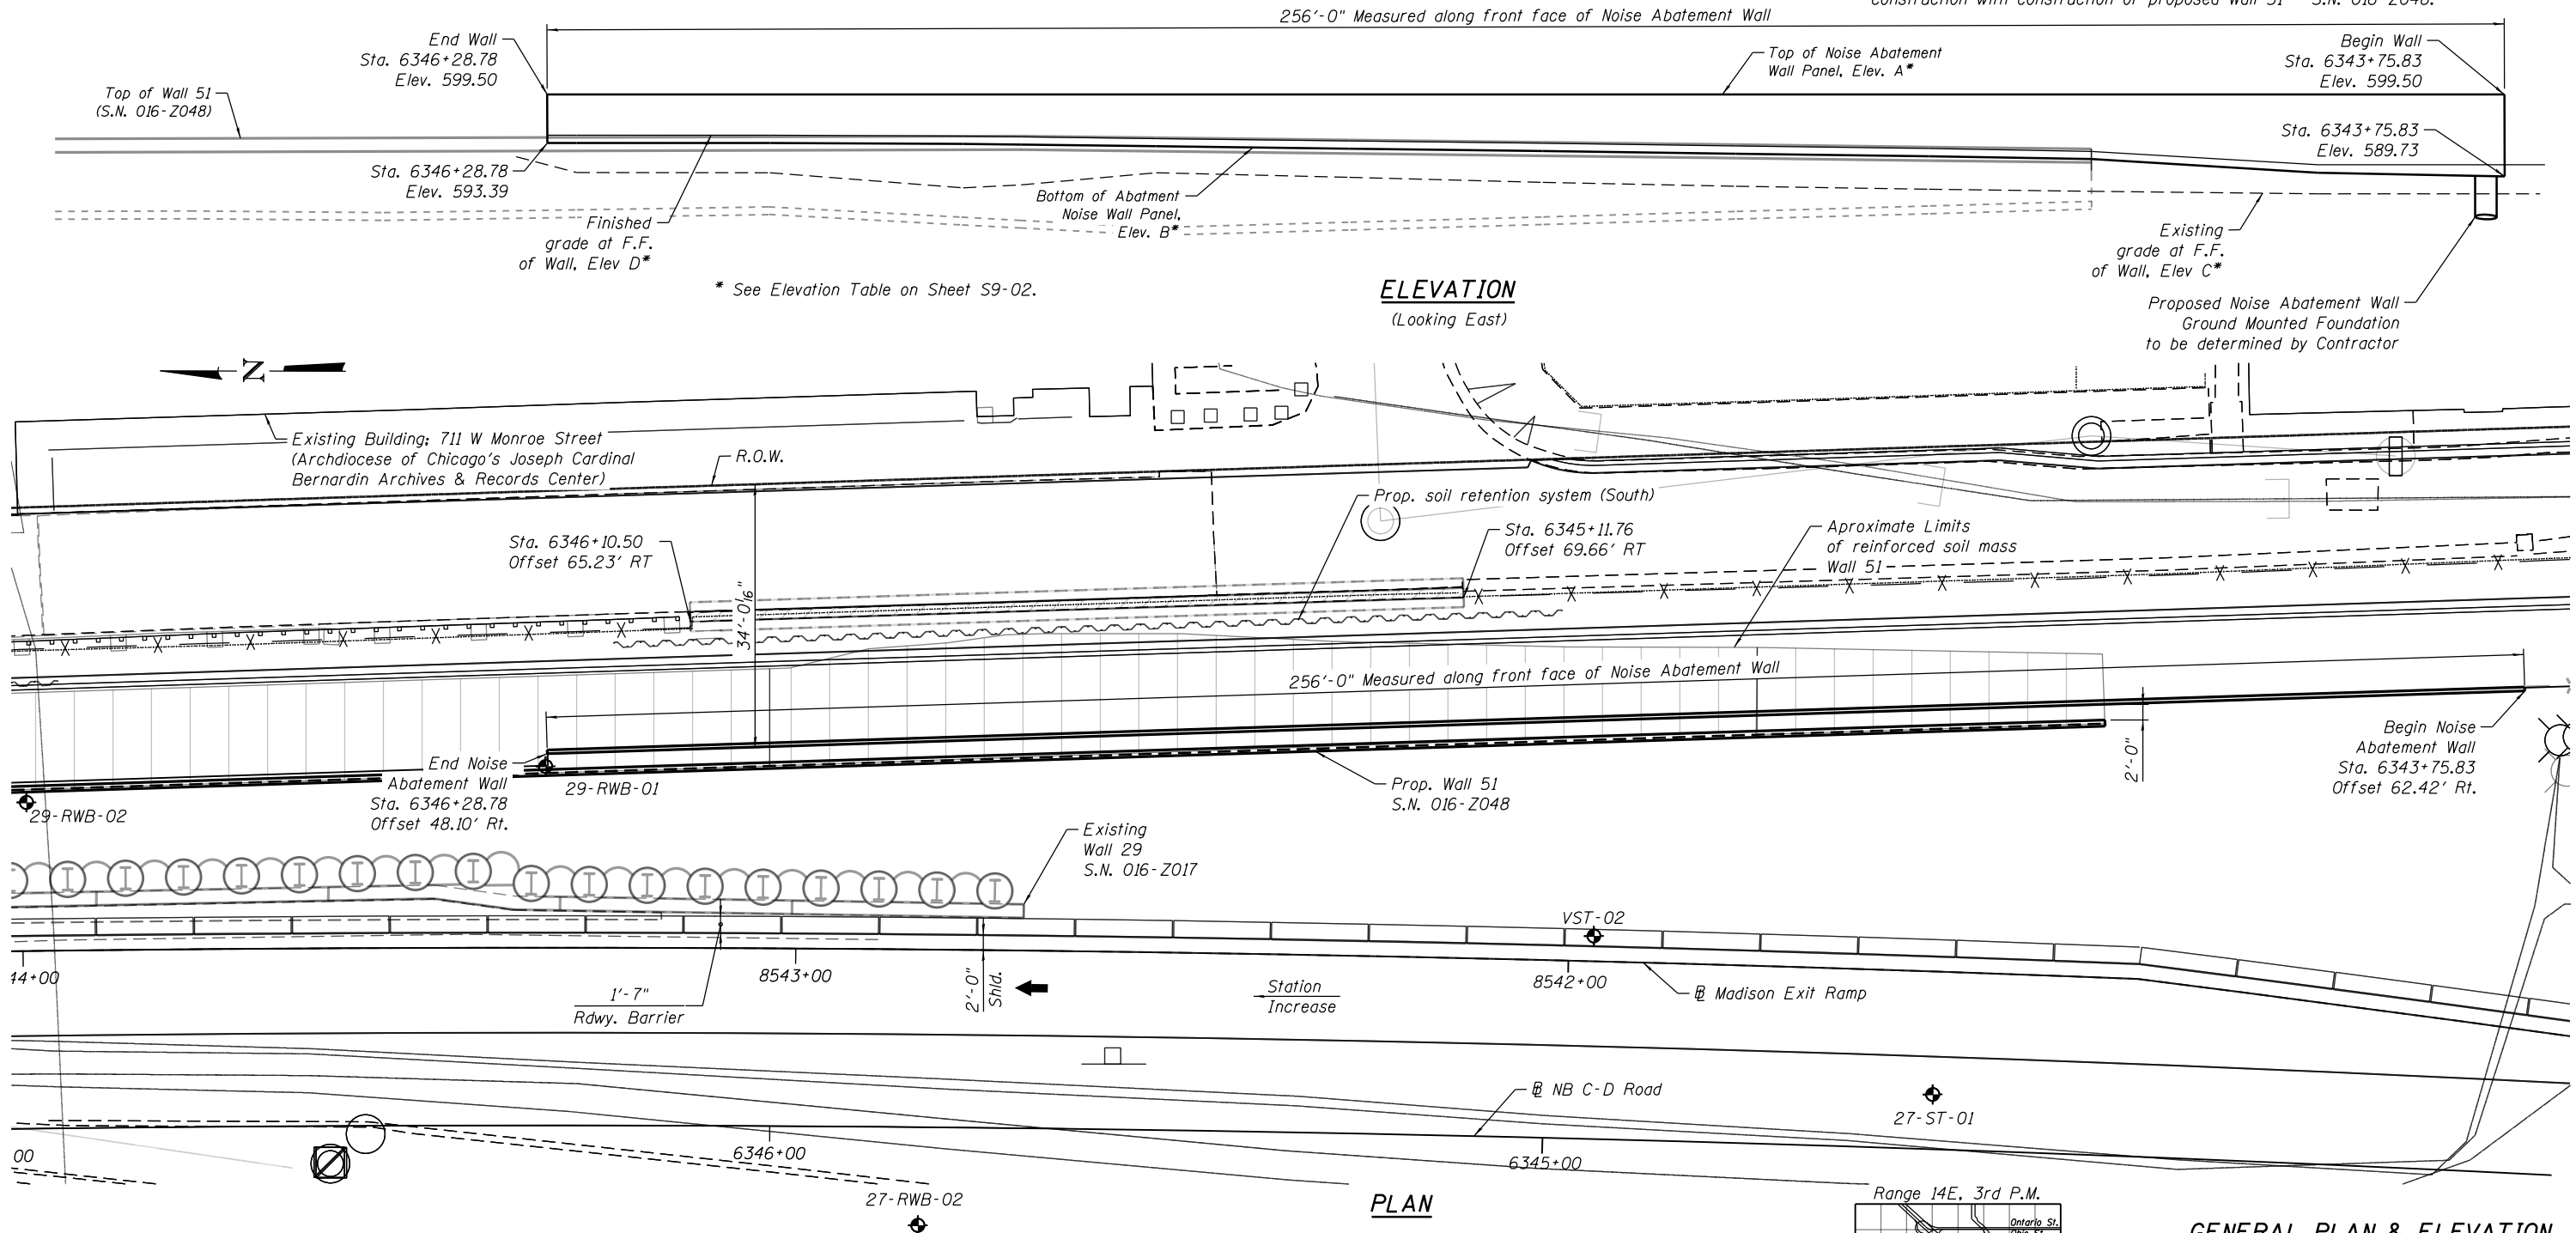 256'-0" Measured along front face of Noise Abatement Wall
End Wall
Sta. 6346+28.78
Elev. 599.50
Top of Noise Abatement
Wall Panel, Elev. A*
Begin Wall
Sta. 6343+75.83
Elev. 599.50
Top of Wall 51
(S.N. 016-Z048)
Sta. 6343+75.83
Elev. 589.73
Sta. 6346+28.78
Elev. 593.39
Bottom of Abatment
Noise Wall Panel,
Elev. B*
Finished
grade at F.F.
of Wall, Elev D*
Existing
grade at F.F.
of Wall, Elev C*
* See Elevation Table on Sheet S9-02.
ELEVATION
(Looking East)
Proposed Noise Abatement Wall
Ground Mounted Foundation
to be determined by Contractor
N
Existing Building; 711 W Monroe Street
(Archdiocese of Chicago's Joseph Cardinal
Bernardin Archives & Records Center)
R.O.W.
Prop. soil retention system (South)
Sta. 6346+10.50
Offset 65.23' RT
Sta. 6345+11.76
Offset 69.66' RT
Aproximate Limits
of reinforced soil mass
Wall 51
256'-0" Measured along front face of Noise Abatement Wall
End Noise
Abatement Wall
Sta. 6346+28.78
Offset 48.10' Rt.
29-RWB-01
29-RWB-02
Prop. Wall 51
S.N. 016-Z048
2'-0"
Begin Noise
Abatement Wall
Sta. 6343+75.83
Offset 62.42' Rt.
Existing
Wall 29
S.N. 016-Z017
VST-02
44+00
8543+00
8542+00
1'-7"
Rdwy. Barrier
2'-0"
Shld.
Station
Increase
℄ Madison Exit Ramp
℄ NB C-D Road
27-ST-01
00
6346+00
6345+00
27-RWB-02
PLAN
Range 14E, 3rd P.M.
Ontario St.
GENERAL PLAN & ELEVATION